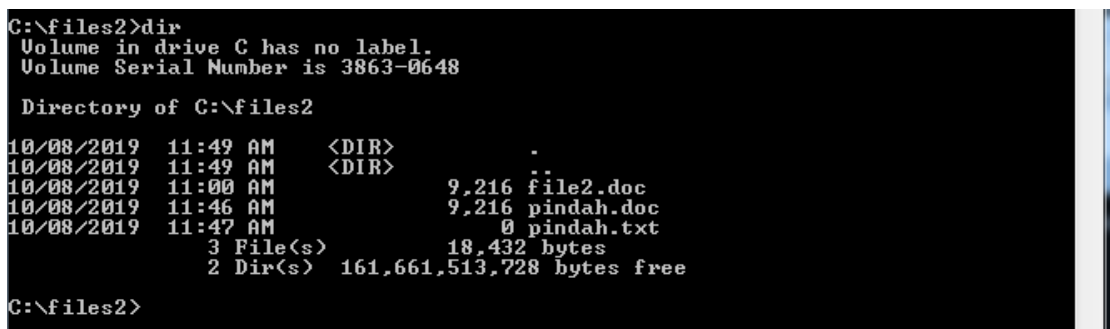 C:\files2>dir
 Volume in drive C has no label.
 Volume Serial Number is 3863-0648
 Directory of C:\files2
10/08/2019  11:49 AM    <DIR>          .
10/08/2019  11:49 AM    <DIR>          ..
10/08/2019  11:00 AM             9,216 file2.doc
10/08/2019  11:46 AM             9,216 pindah.doc
10/08/2019  11:47 AM                 0 pindah.txt
               3 File(s)         18,432 bytes
               2 Dir(s)  161,661,513,728 bytes free
C:\files2>